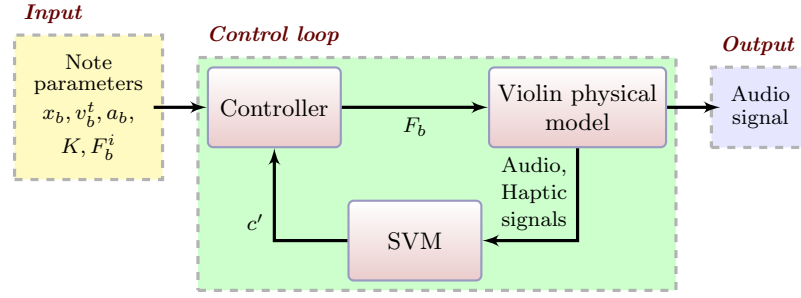 Input
Control loop
Output
Note
parameters
$x_b, v_b^t, a_b,$
$K, F_b^i$
Controller
$F_b$
Violin physical
model
Audio
signal
Audio,
Haptic
signals
$c'$
SVM